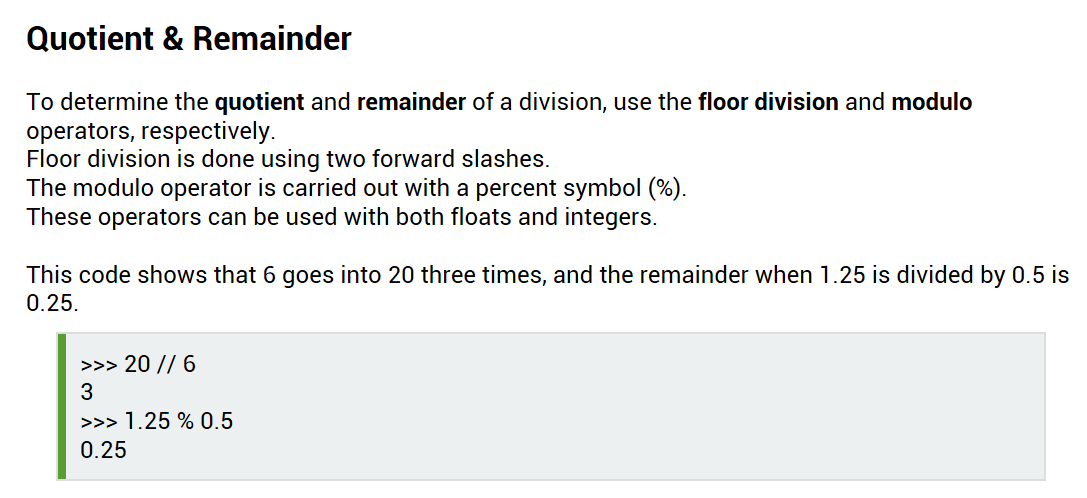 Quotient & Remainder
To determine the quotient and remainder of a division, use the floor division and modulo
operators, respectively.
Floor division is done using two forward slashes.
The modulo operator is carried out with a percent symbol (%).
These operators can be used with both floats and integers.
This code shows that 6 goes into 20 three times, and the remainder when 1.25 is divided by 0.5 is
0.25.
>>> 20 // 6
3
>>> 1.25 % 0.5
0.25